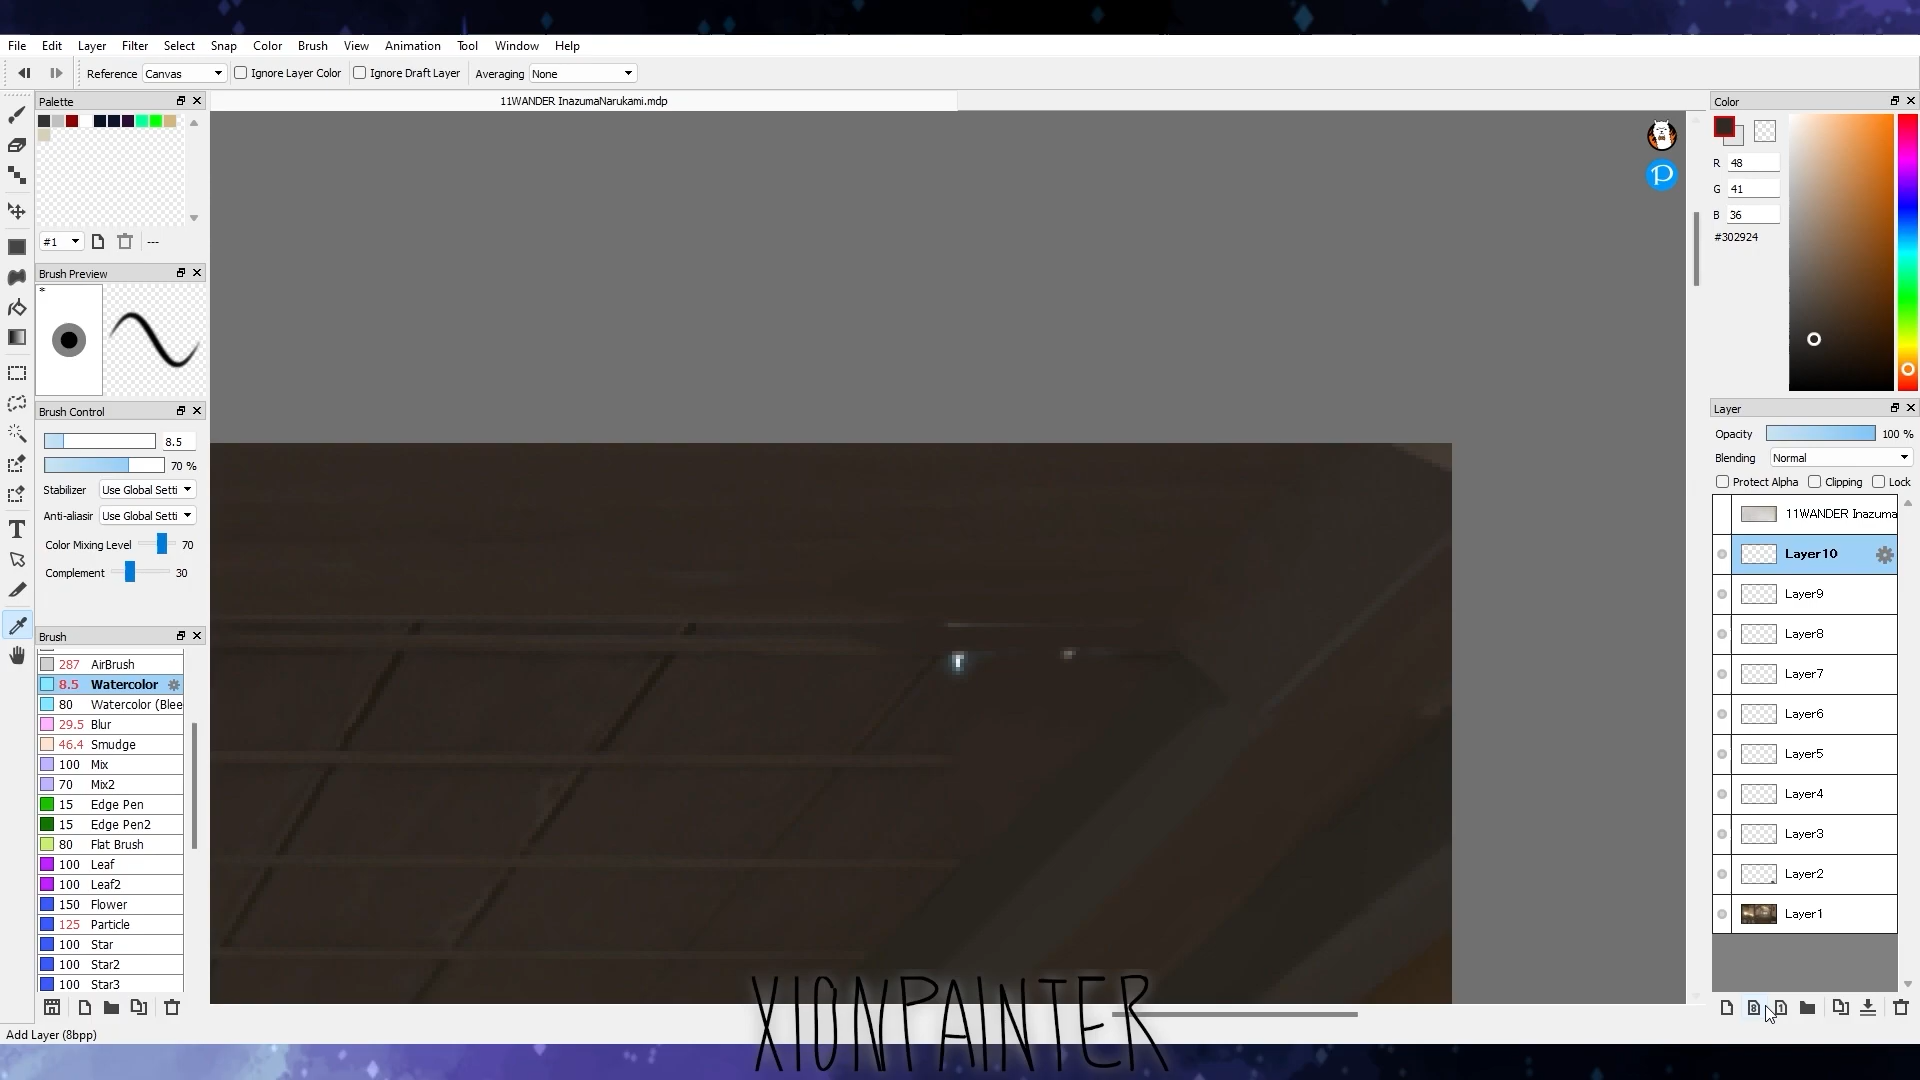 File Edit Layer Filter Select Snap Color Brush View Animation Tool Window Help
Reference Canvas Ignore Layer Color Ignore Draft Layer Averaging None
Palette
11WANDER InazumaNarukami.mdp
Color
R 48
G 41
B 36
#302924
#1 ---
Brush Preview
*
Brush Control
8.5
70 %
Stabilizer Use Global Setti
Anti-aliasir Use Global Setti
Color Mixing Level 70
Complement 30
Brush
287 AirBrush
8.5 Watercolor
80 Watercolor (Blee
29.5 Blur
46.4 Smudge
100 Mix
70 Mix2
15 Edge Pen
15 Edge Pen2
80 Flat Brush
100 Leaf
100 Leaf2
150 Flower
125 Particle
100 Star
100 Star2
100 Star3
Add Layer (8bpp)
Layer
Opacity 100 %
Blending Normal
Protect Alpha Clipping Lock
11WANDER Inazuma
Layer10
Layer9
Layer8
Layer7
Layer6
Layer5
Layer4
Layer3
Layer2
Layer1
8 1
P
T
XIONPAINTER